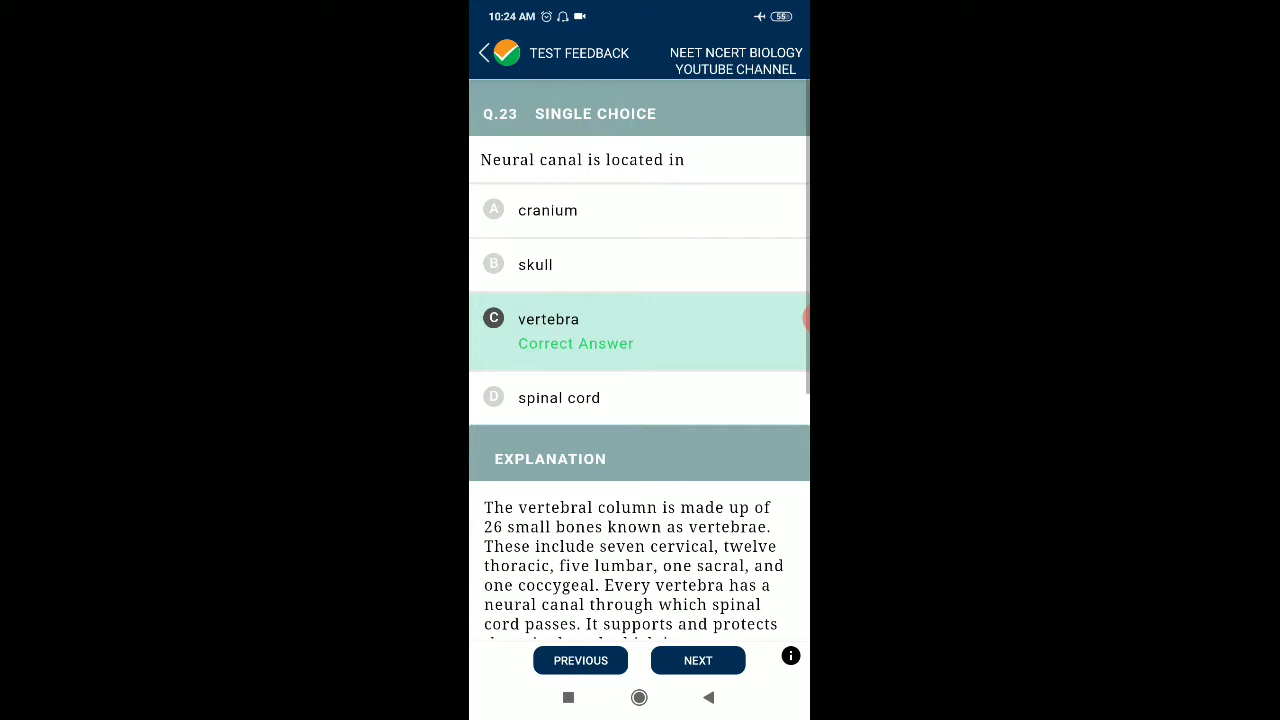 10:24 AM
55
TEST FEEDBACK
NEET NCERT BIOLOGY
YOUTUBE CHANNEL
Q.23 SINGLE CHOICE
Neural canal is located in
A cranium
B skull
C vertebra
Correct Answer
D spinal cord
EXPLANATION
The vertebral column is made up of
26 small bones known as vertebrae.
These include seven cervical, twelve
thoracic, five lumbar, one sacral, and
one coccygeal. Every vertebra has a
neural canal through which spinal
cord passes. It supports and protects
PREVIOUS NEXT